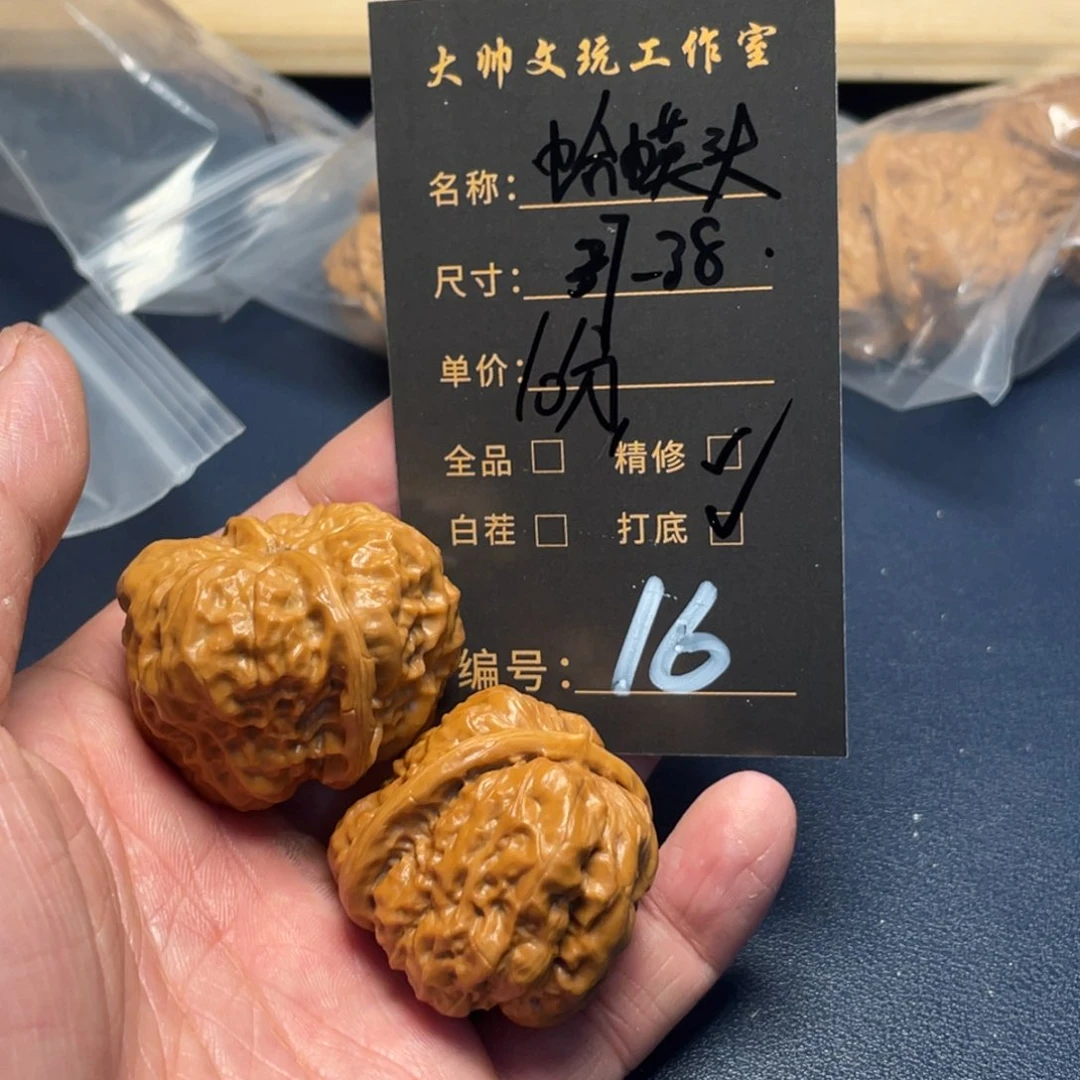 大帅文玩工作室
名称：蛤蟆头
尺寸：-38.
单价：
全品 精修 ✓
白茬 打底 ✓
编号：16